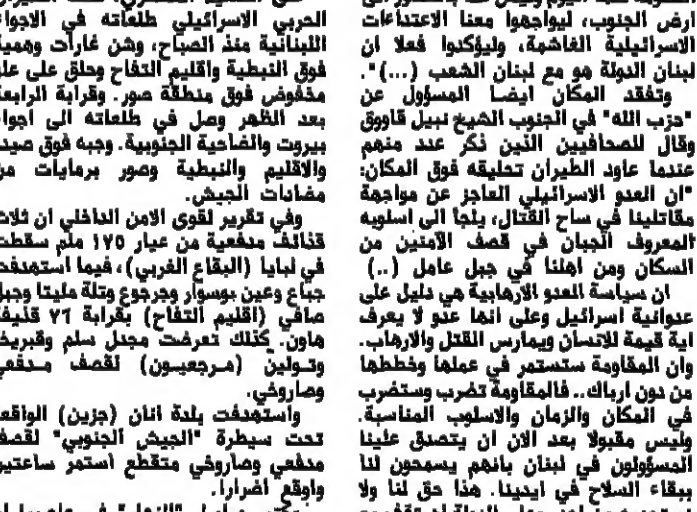 ارض الجنوب، ليواجهوا معنا الاعتداءات
الاسرائيلية الغاشمة، وليؤكدوا فعلا ان
لبنان الدولة هو مع لبنان الشعب (...)".
وتفقد المكان ايضا المسؤول عن
"حزب الله" في الجنوب الشيخ نبيل قاووق
وقال للصحافيين الذين ذكر عدد منهم
عندما عاود الطيران تحليقه فوق المكان:
"ان العدو الاسرائيلي العاجز عن مواجهة
مقاتلينا في ساح القتال، يلجأ الى اسلوبه
المعروف الجبان في قصف الآمنين من
السكان ومن اهلنا في جبل عامل (..)
ان سياسة العدو الارهابية هي دليل على
عدوانية اسرائيل وعلى انها عدو لا يعرف
اية قيمة للانسان ويمارس القتل والارهاب.
وان المقاومة ستستمر في عملها وخططها
من دون ارباك.. فالمقاومة تضرب وستضرب
في المكان والزمان والاسلوب المناسبة.
وليس مقبولا بعد الان ان يتصدق علينا
المسؤولون في لبنان بانهم يسمحون لنا
ببقاء السلاح في ايدينا. هذا حق لنا ولا
الحربي الاسرائيلي طلعاته في الاجواء
اللبنانية منذ الصباح، وشن غارات وهمية
فوق النبطية واقليم التفاح وحلق على علو
مخفوض فوق منطقة صور. وقرابة الرابعة
بعد الظهر وصل في طلعاته الى اجواء
بيروت والضاحية الجنوبية. وجبه فوق صيدا
والاقليم والنبطية وصور برمايات من
مضادات الجيش.
وفي تقرير لقوى الامن الداخلي ان ثلاث
قذائف مدفعية من عيار ١٧٥ ملم سقطت
في لبايا (البقاع الغربي)، فيما استهدفت
جباع وعين بوسوار وجرجوع وتلة مليتا وجبل
صافي (اقليم التفاح) بقرابة ٧٦ قذيفة
هاون. كذلك تعرضت مجدل سلم وقبريخا
وتولين (مرجعيون) لقصف مدفعي
وصاروخي.
واستهدفت بلدة انان (جزين) الواقعة
تحت سيطرة "الجيش الجنوبي" لقصف
مدفعي وصاروخي متقطع استمر ساعتين
واوقع اضرارا.